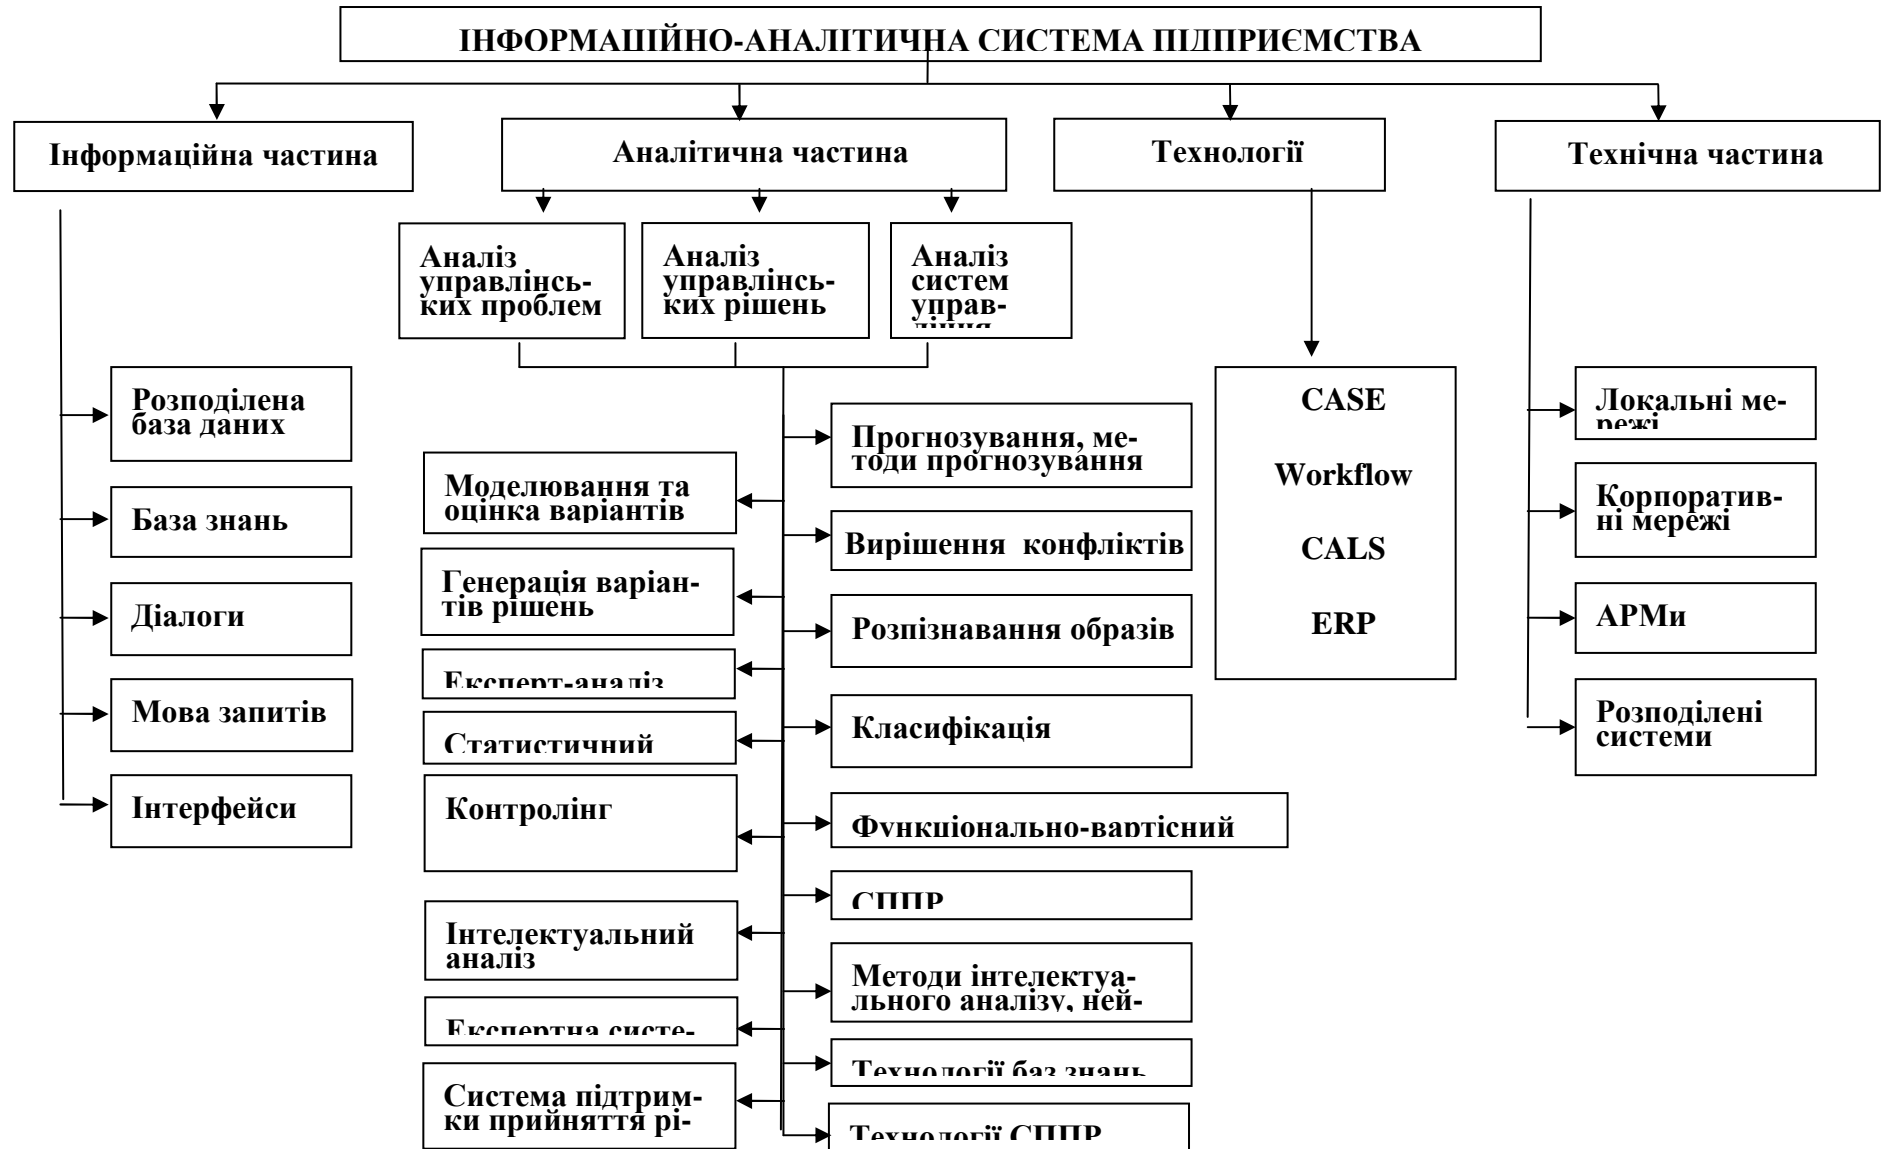 ІНФОРМАЦІЙНО-АНАЛІТИЧНА СИСТЕМА ПІДПРИЄМСТВА
Інформаційна частина
Аналітична частина
Технології
Технічна частина
Аналіз
управлінсь-
ких проблем
Аналіз
управлінсь-
ких рішень
Аналіз
систем
управ-
ління
Розподілена
база даних
База знань
Діалоги
Мова запитів
Інтерфейси
Моделювання та
оцінка варіантів
Генерація варіан-
тів рішень
Експерт-аналіз
Статистичний
Контролінг
Інтелектуальний
аналіз
Експертна систе-
Система підтрим-
ки прийняття рі-
Прогнозування, ме-
тоди прогнозування
Вирішення конфліктів
Розпізнавання образів
Класифікація
Функціонально-вартісний
СППР
Методи інтелектуа-
льного аналізу, ней-
Технології баз знань
Технології СППР
CASE
Workflow
CALS
ERP
Локальні ме-
режі
Корпоратив-
ні мережі
АРМи
Розподілені
системи